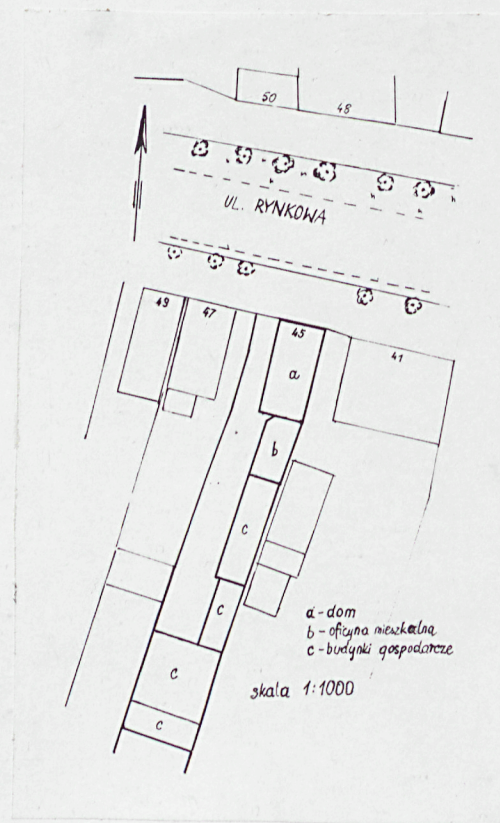 50
48
UL. RYNKOWA
49
47
45
41
a
b
c
c
c
c
a - dom
b - oficyna mieszkalna
c - budynki gospodarcze
skala 1:1000